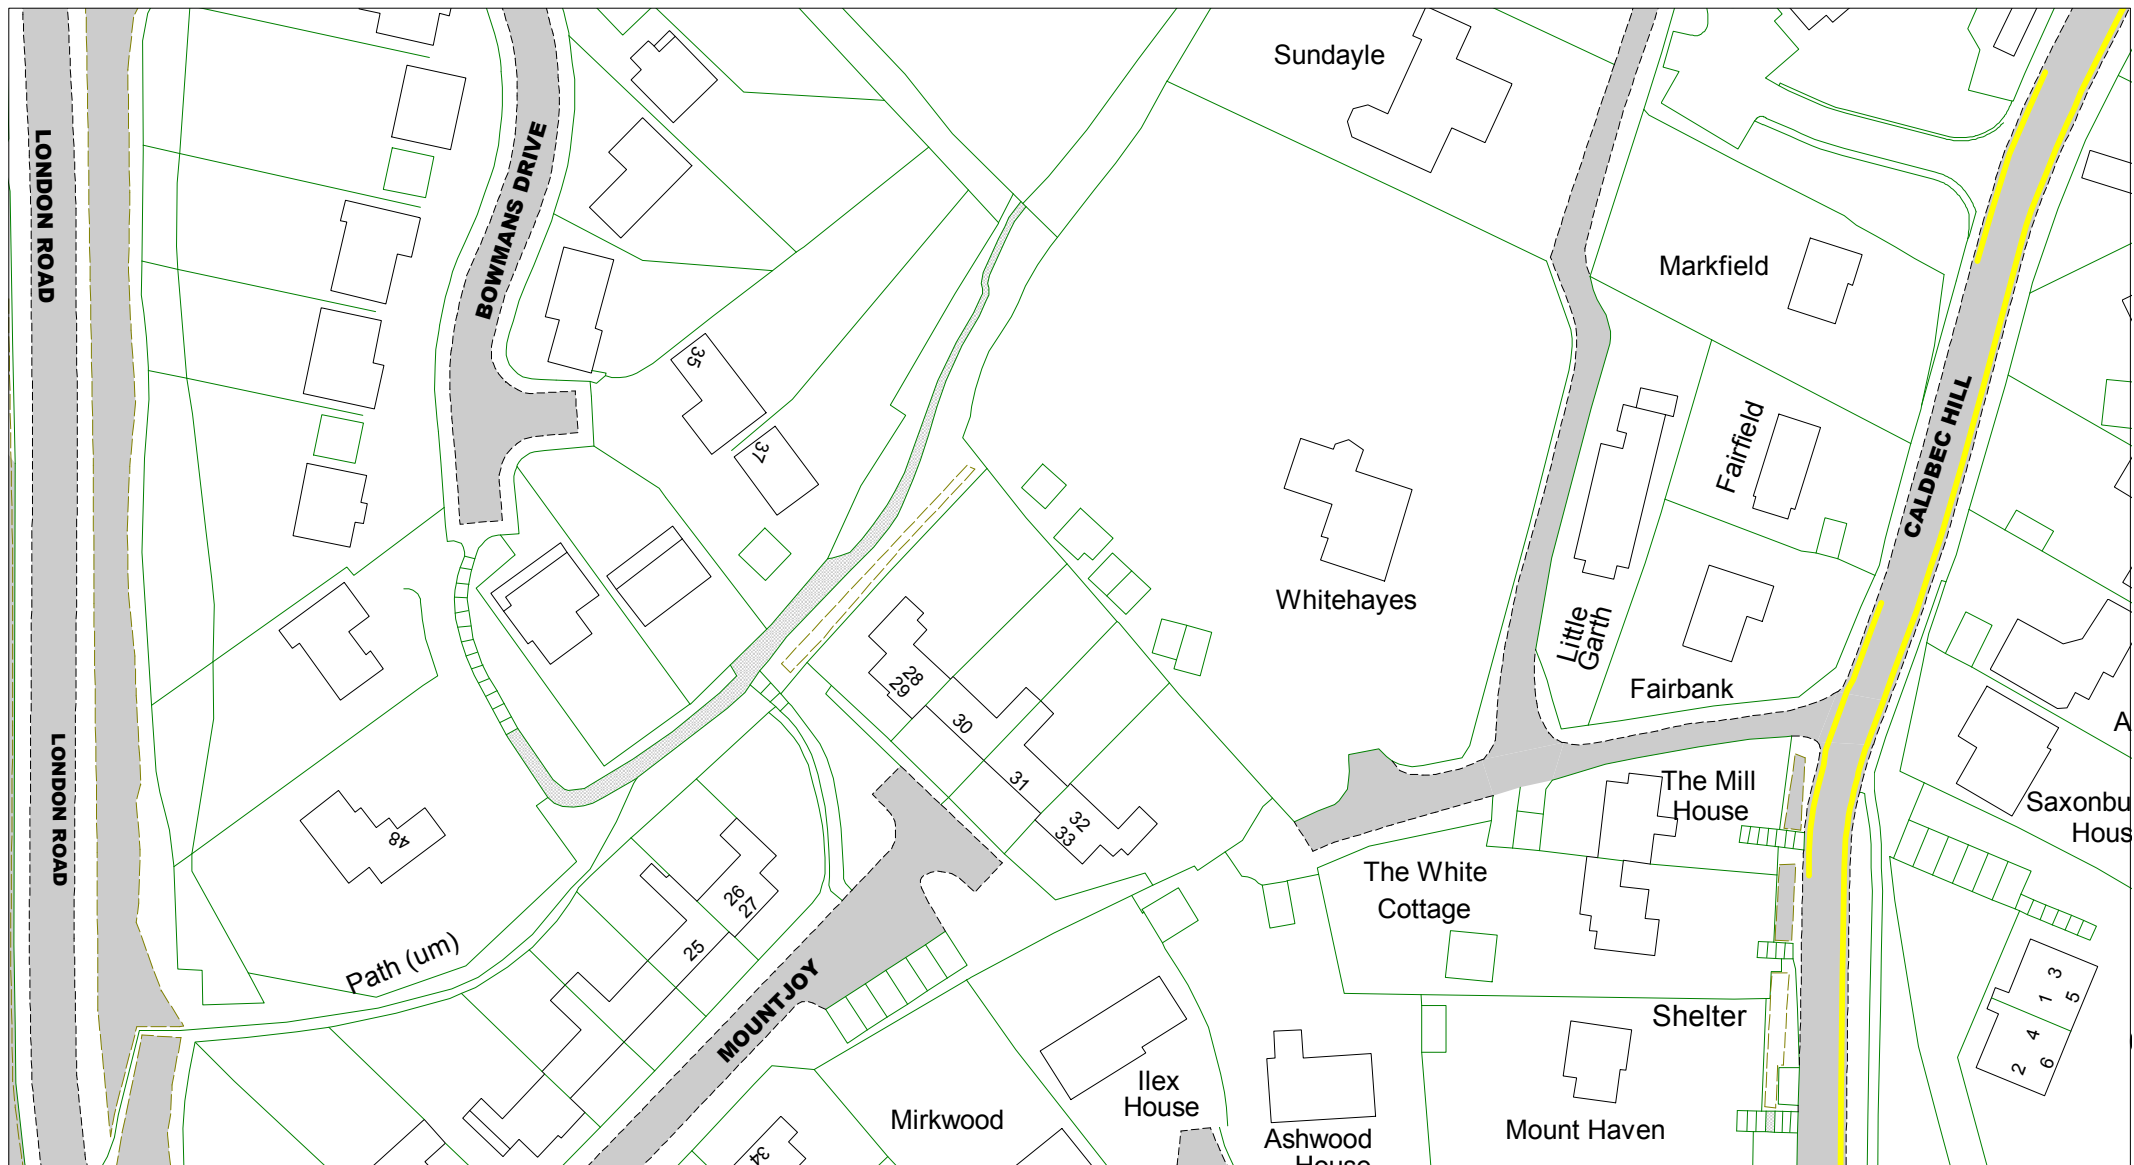 Sundayle
LONDON ROAD
BOWMANS DRIVE
Markfield
35
37
Fairfield
CALDBEC HILL
Whitehayes
Little
Garth
28
29
30
31
32
33
Fairbank
LONDON ROAD
48
The Mill
House
Saxonbu
Hous
A
26
27
25
The White
Cottage
Path (um)
MOUNTJOY
Shelter
3
1
5
4
2
6
Ilex
House
Mirkwood
34
Ashwood
House
Mount Haven